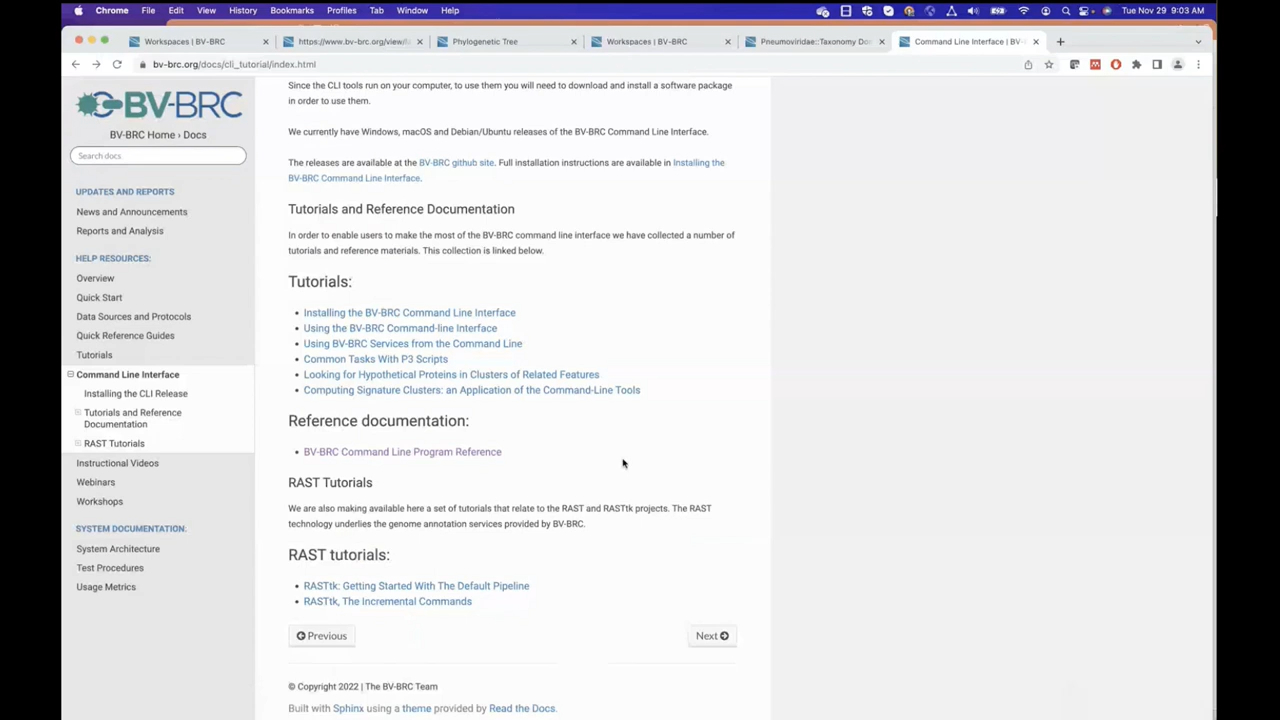 Chrome File Edit View History Bookmarks Profiles Tab Window Help Tue Nov 29 9:03 AM
Workspaces | BV-BRC × https://www.bv-brc.org/view/ × Phylogenetic Tree × Workspaces | BV-BRC × Pneumoviridae::Taxonomy Do × Command Line Interface | BV- × +
bv-brc.org/docs/cli_tutorial/index.html
BV-BRC
BV-BRC Home › Docs
Search docs
UPDATES AND REPORTS
News and Announcements
Reports and Analysis
HELP RESOURCES:
Overview
Quick Start
Data Sources and Protocols
Quick Reference Guides
Tutorials
Command Line Interface
Installing the CLI Release
Tutorials and Reference
Documentation
RAST Tutorials
Instructional Videos
Webinars
Workshops
SYSTEM DOCUMENTATION:
System Architecture
Test Procedures
Usage Metrics
Since the CLI tools run on your computer, to use them you will need to download and install a software package
in order to use them.
We currently have Windows, macOS and Debian/Ubuntu releases of the BV-BRC Command Line Interface.
The releases are available at the BV-BRC github site. Full installation instructions are available in Installing the
BV-BRC Command Line Interface.
Tutorials and Reference Documentation
In order to enable users to make the most of the BV-BRC command line interface we have collected a number of
tutorials and reference materials. This collection is linked below.
Tutorials:
• Installing the BV-BRC Command Line Interface
• Using the BV-BRC Command-line Interface
• Using BV-BRC Services from the Command Line
• Common Tasks With P3 Scripts
• Looking for Hypothetical Proteins in Clusters of Related Features
• Computing Signature Clusters: an Application of the Command-Line Tools
Reference documentation:
• BV-BRC Command Line Program Reference
RAST Tutorials
We are also making available here a set of tutorials that relate to the RAST and RASTtk projects. The RAST
technology underlies the genome annotation services provided by BV-BRC.
RAST tutorials:
• RASTtk: Getting Started With The Default Pipeline
• RASTtk, The Incremental Commands
Previous Next
© Copyright 2022 | The BV-BRC Team
Built with Sphinx using a theme provided by Read the Docs.